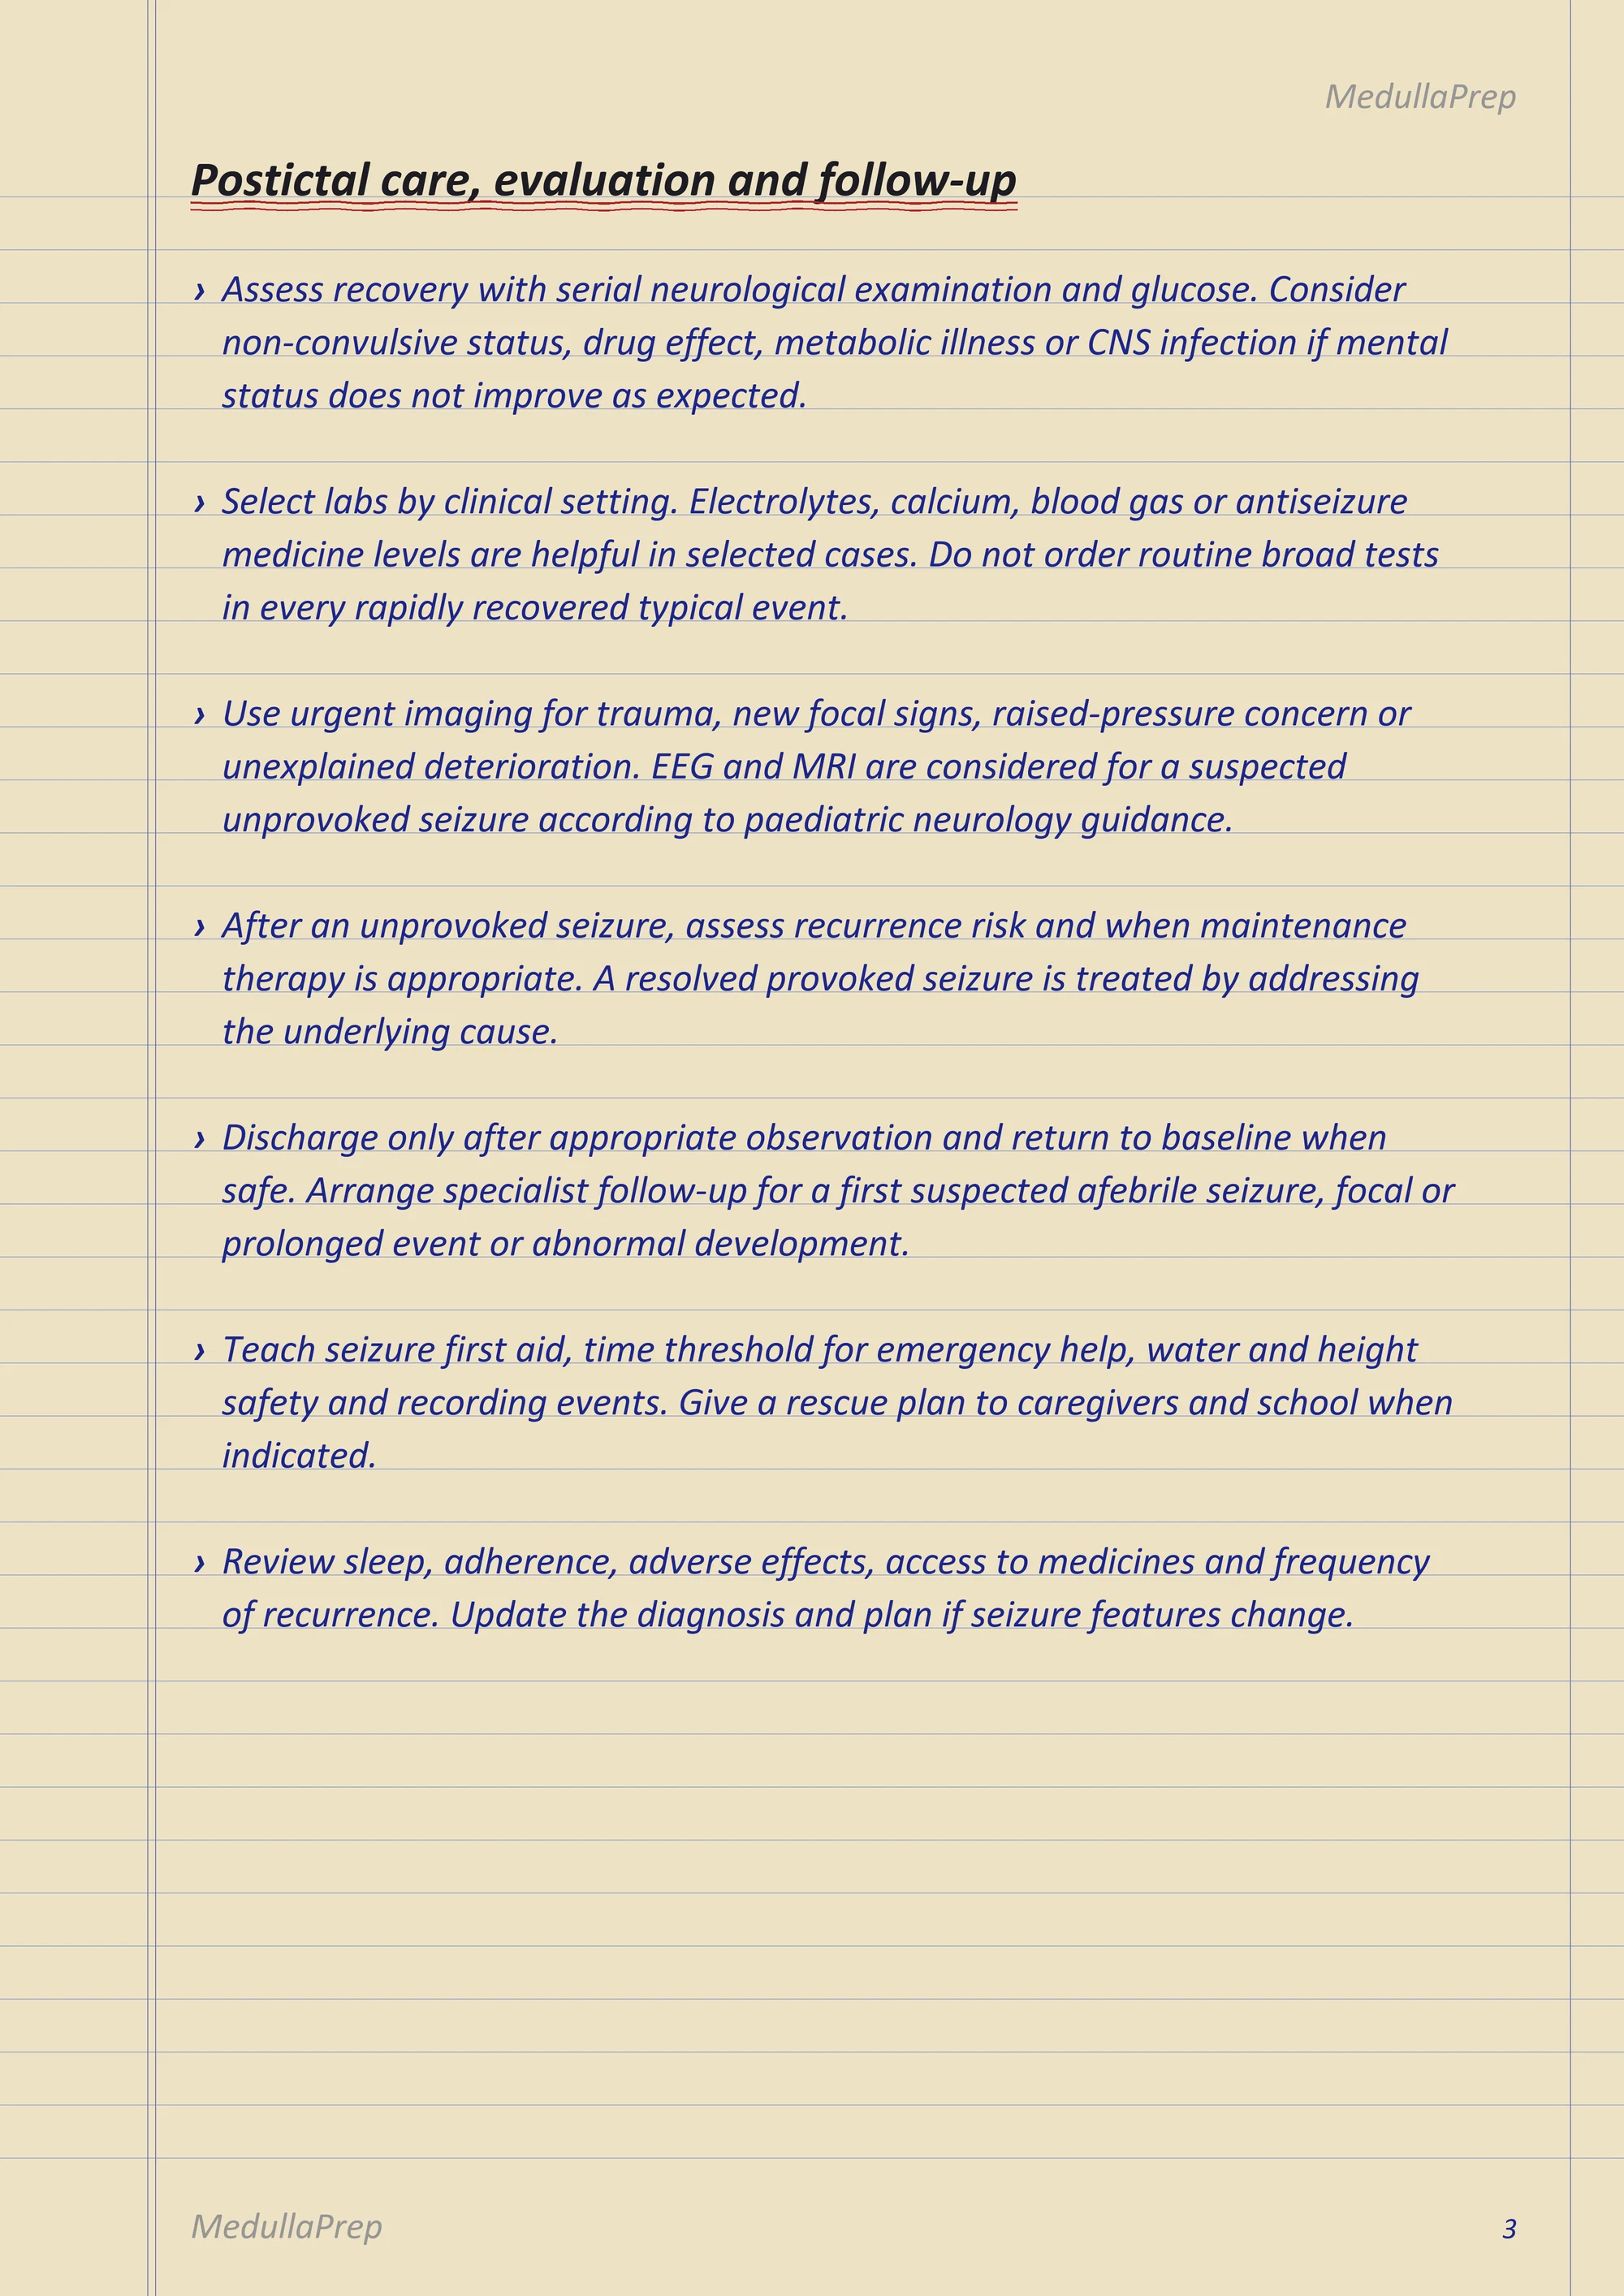 MedullaPrep
Postictal care, evaluation and follow-up
› Assess recovery with serial neurological examination and glucose. Consider
non-convulsive status, drug effect, metabolic illness or CNS infection if mental
status does not improve as expected.
› Select labs by clinical setting. Electrolytes, calcium, blood gas or antiseizure
medicine levels are helpful in selected cases. Do not order routine broad tests
in every rapidly recovered typical event.
› Use urgent imaging for trauma, new focal signs, raised-pressure concern or
unexplained deterioration. EEG and MRI are considered for a suspected
unprovoked seizure according to paediatric neurology guidance.
› After an unprovoked seizure, assess recurrence risk and when maintenance
therapy is appropriate. A resolved provoked seizure is treated by addressing
the underlying cause.
› Discharge only after appropriate observation and return to baseline when
safe. Arrange specialist follow-up for a first suspected afebrile seizure, focal or
prolonged event or abnormal development.
› Teach seizure first aid, time threshold for emergency help, water and height
safety and recording events. Give a rescue plan to caregivers and school when
indicated.
› Review sleep, adherence, adverse effects, access to medicines and frequency
of recurrence. Update the diagnosis and plan if seizure features change.
MedullaPrep
3